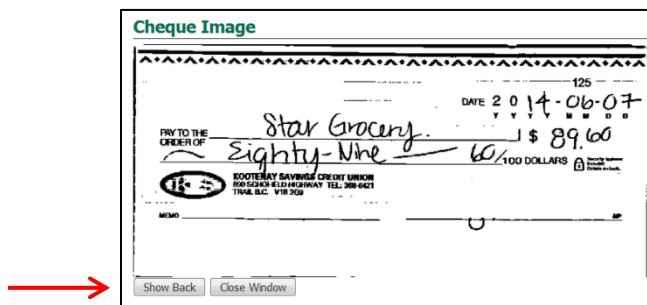 Cheque Image
125
DATE 2014-06-07
Y Y Y Y M M D D
PAY TO THE ORDER OF Star Grocery. $ 89.60
Eighty-Nine 60/100 DOLLARS
KOOTENAY SAVINGS CREDIT UNION
890 SCHOFIELD HIGHWAY TEL: 368-6421
TRAIL B.C. V1R 2G9
MEMO MP
Show Back Close Window